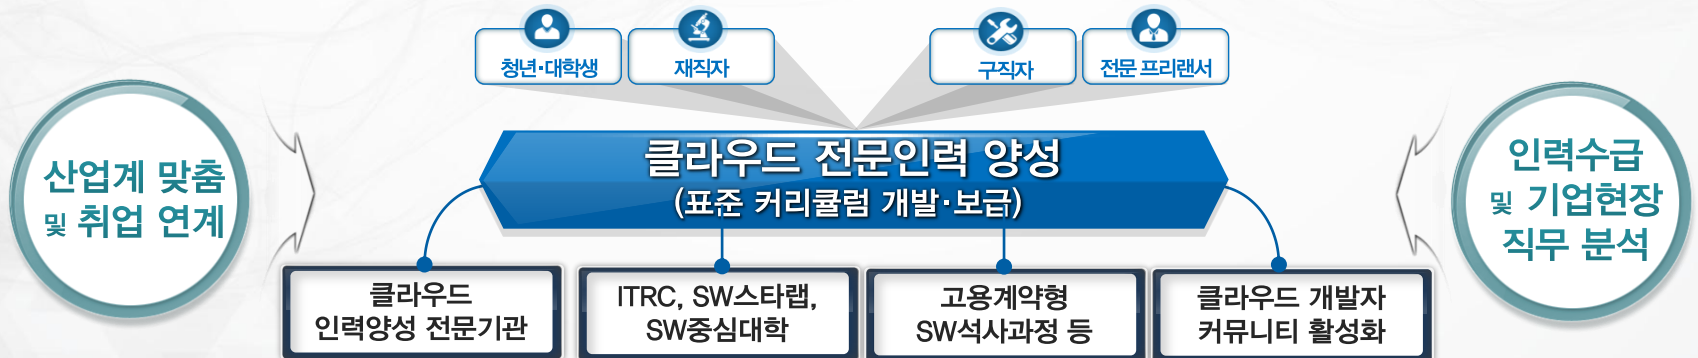 청년·대학생
재직자
구직자
전문 프리랜서
산업계 맞춤
및 취업 연계
클라우드 전문인력 양성
(표준 커리큘럼 개발·보급)
인력수급
및 기업현장
직무 분석
클라우드
인력양성 전문기관
ITRC, SW스타랩,
SW중심대학
고용계약형
SW석사과정 등
클라우드 개발자
커뮤니티 활성화